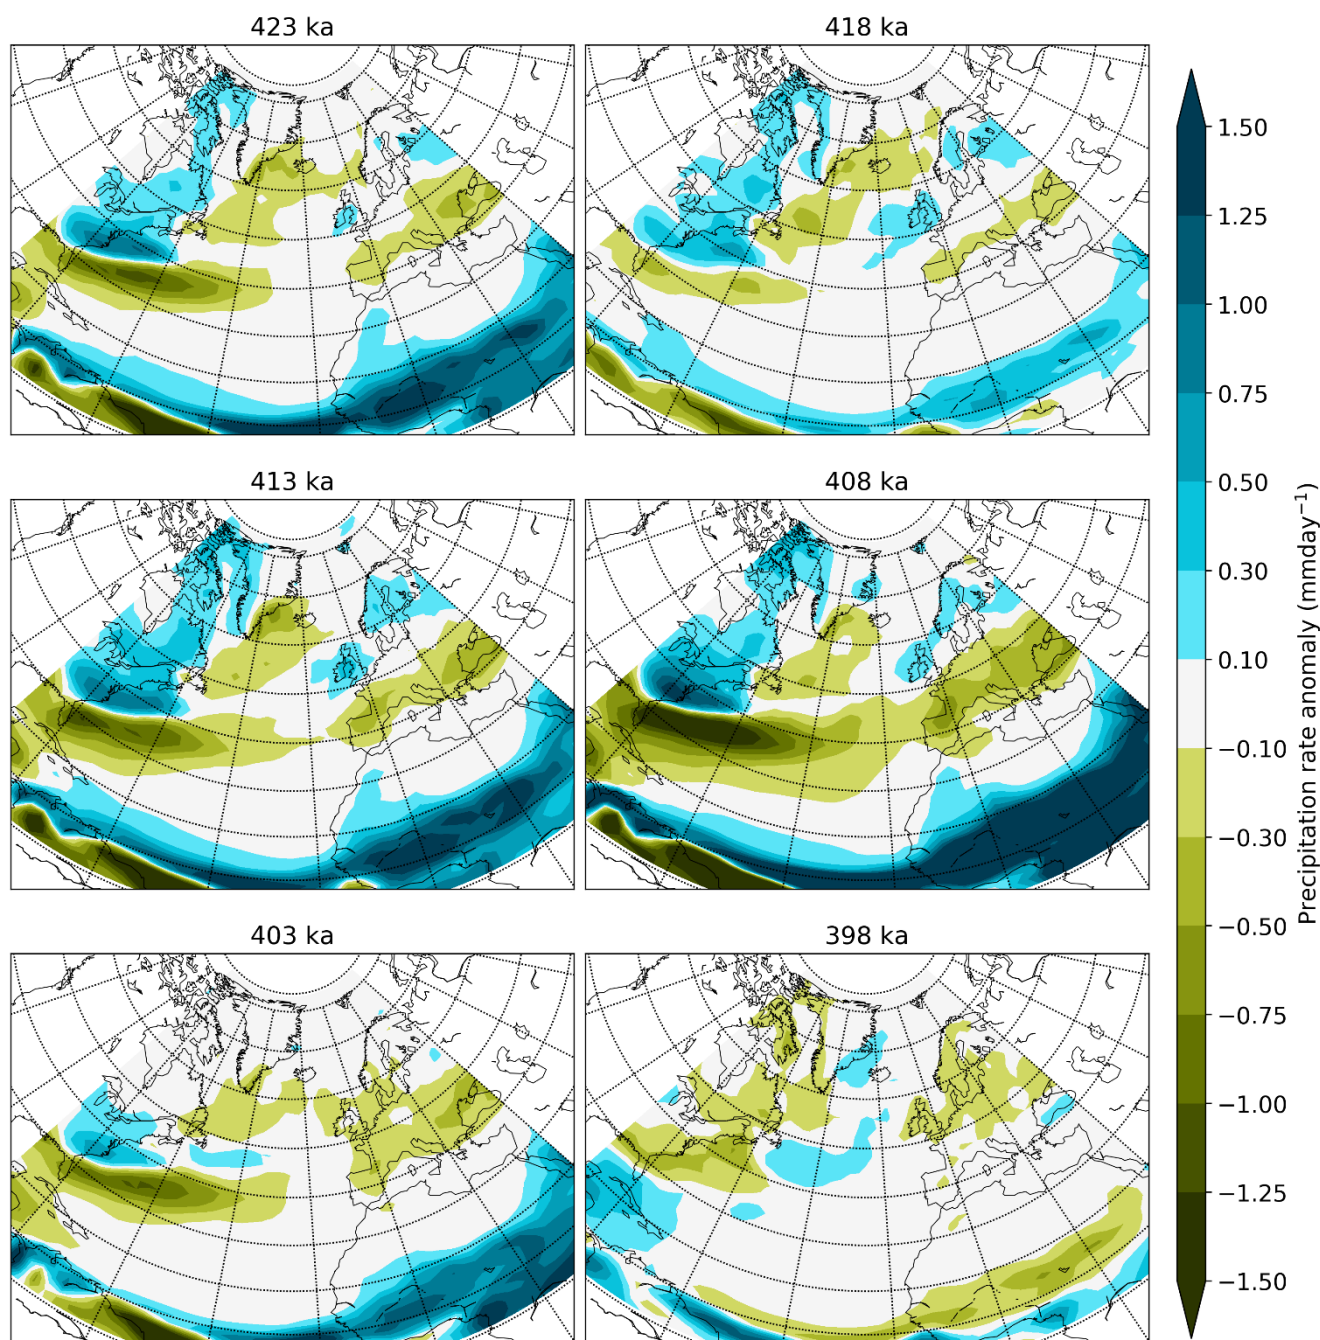 423 ka
418 ka
413 ka
408 ka
403 ka
398 ka
1.50
1.25
1.00
0.75
0.50
0.30
0.10
−0.10
−0.30
−0.50
−0.75
−1.00
−1.25
−1.50
Precipitation rate anomaly (mmday⁻¹)